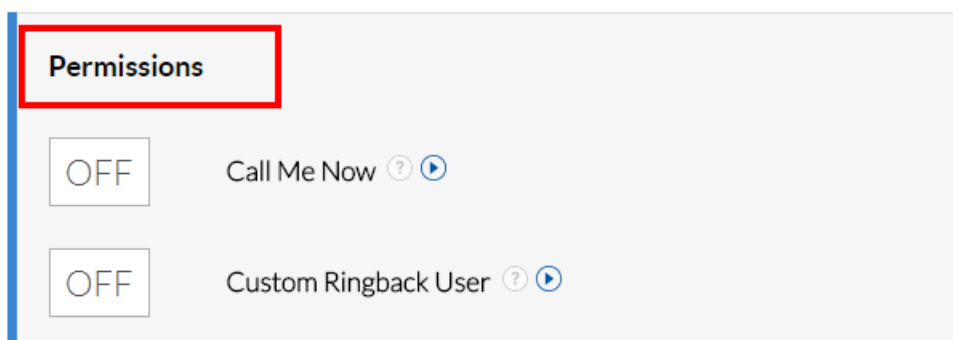 Permissions
OFF Call Me Now ?
OFF Custom Ringback User ?